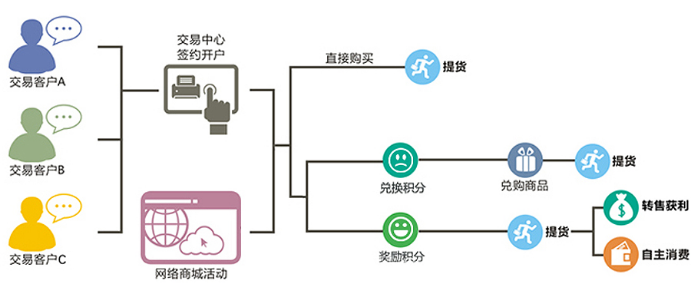 交易客户A
交易客户B
交易客户C
交易中心
签约开户
网络商城活动
直接购买
提货
兑换积分
兑购商品
提货
奖励积分
提货
转售获利
自主消费